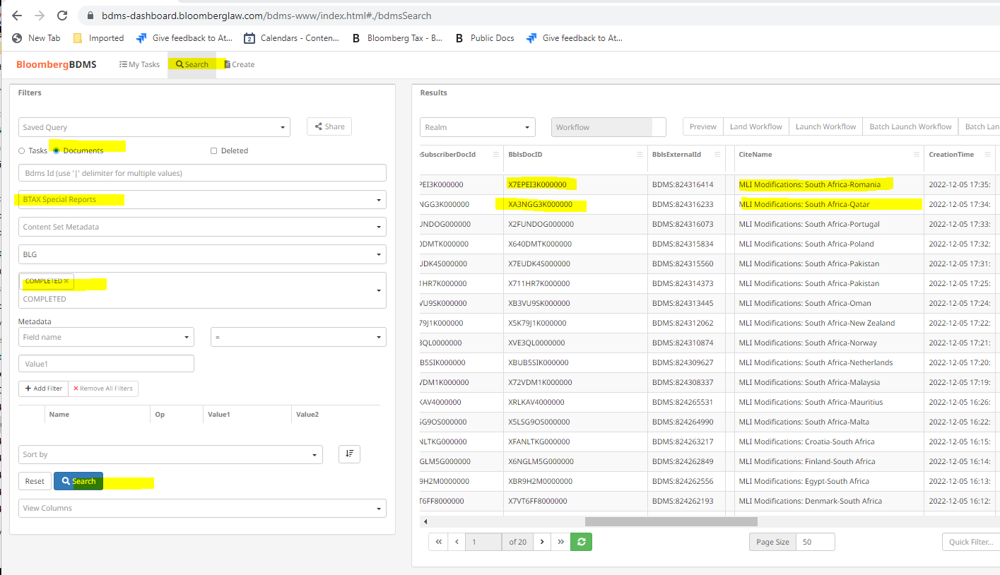 bdms-dashboard.bloomberglaw.com/bdms-www/index.html#./bdmsSearch
New Tab Imported Give feedback to At... 2 Calendars - Conten... B Bloomberg Tax - B... B Public Docs Give feedback to At...
BloombergBDMS My Tasks Search Create
Filters
Saved Query Share
Tasks Documents Deleted
Bdms Id (use '|' delimiter for multiple values)
BTAX Special Reports
Content Set Metadata
BLG
COMPLETED ×
COMPLETED
Metadata
Field name =
Value1
+ Add Filter × Remove All Filters
Name Op Value1 Value2
Sort by
Reset Search
View Columns
Results
Realm Workflow Preview Land Workflow Launch Workflow Batch Launch Workflow Batch Lan
eSubscriberDocId BblsDocID BblsExternalId CiteName CreationTime
PEI3K000000 X7EPEI3K000000 BDMS:824316414 MLI Modifications: South Africa-Romania 2022-12-05 17:35:
NGG3K000000 XA3NGG3K000000 BDMS:824316233 MLI Modifications: South Africa-Qatar 2022-12-05 17:34:
UNDOG000000 X2FUNDOG000000 BDMS:824316073 MLI Modifications: South Africa-Portugal 2022-12-05 17:33:
0DMTK000000 X640DMTK000000 BDMS:824315834 MLI Modifications: South Africa-Poland 2022-12-05 17:32:
UDK4S000000 X7EUDK4S000000 BDMS:824315560 MLI Modifications: South Africa-Pakistan 2022-12-05 17:31:
1HR7K000000 X711HR7K000000 BDMS:824314373 MLI Modifications: South Africa-Pakistan 2022-12-05 17:25:
VU9SK000000 XB3VU9SK000000 BDMS:824313445 MLI Modifications: South Africa-Oman 2022-12-05 17:24:
79J1K000000 X5K79J1K000000 BDMS:824312062 MLI Modifications: South Africa-New Zealand 2022-12-05 17:22:
3QL0000000 XVE3QL0000000 BDMS:824310874 MLI Modifications: South Africa-Norway 2022-12-05 17:21:
B5SIK000000 XBUB5SIK000000 BDMS:824309627 MLI Modifications: South Africa-Netherlands 2022-12-05 17:20:
VDM1K000000 X72VDM1K000000 BDMS:824308337 MLI Modifications: South Africa-Malaysia 2022-12-05 17:19:
KAV4000000 XRLKAV4000000 BDMS:824265531 MLI Modifications: South Africa-Mauritius 2022-12-05 16:26:
SG9OS000000 X5LSG9OS000000 BDMS:824264990 MLI Modifications: South Africa-Malta 2022-12-05 16:22:
NLTKG000000 XFANLTKG000000 BDMS:824263217 MLI Modifications: Croatia-South Africa 2022-12-05 16:15:
GLM5G000000 X6NGLM5G000000 BDMS:824262849 MLI Modifications: Finland-South Africa 2022-12-05 16:14:
9H2M0000000 XBR9H2M0000000 BDMS:824262556 MLI Modifications: Egypt-South Africa 2022-12-05 16:13:
T6FF8000000 X7VT6FF8000000 BDMS:824262193 MLI Modifications: Denmark-South Africa 2022-12-05 16:12:
« ‹ 1 of 20 › » Page Size 50 Quick Filter...